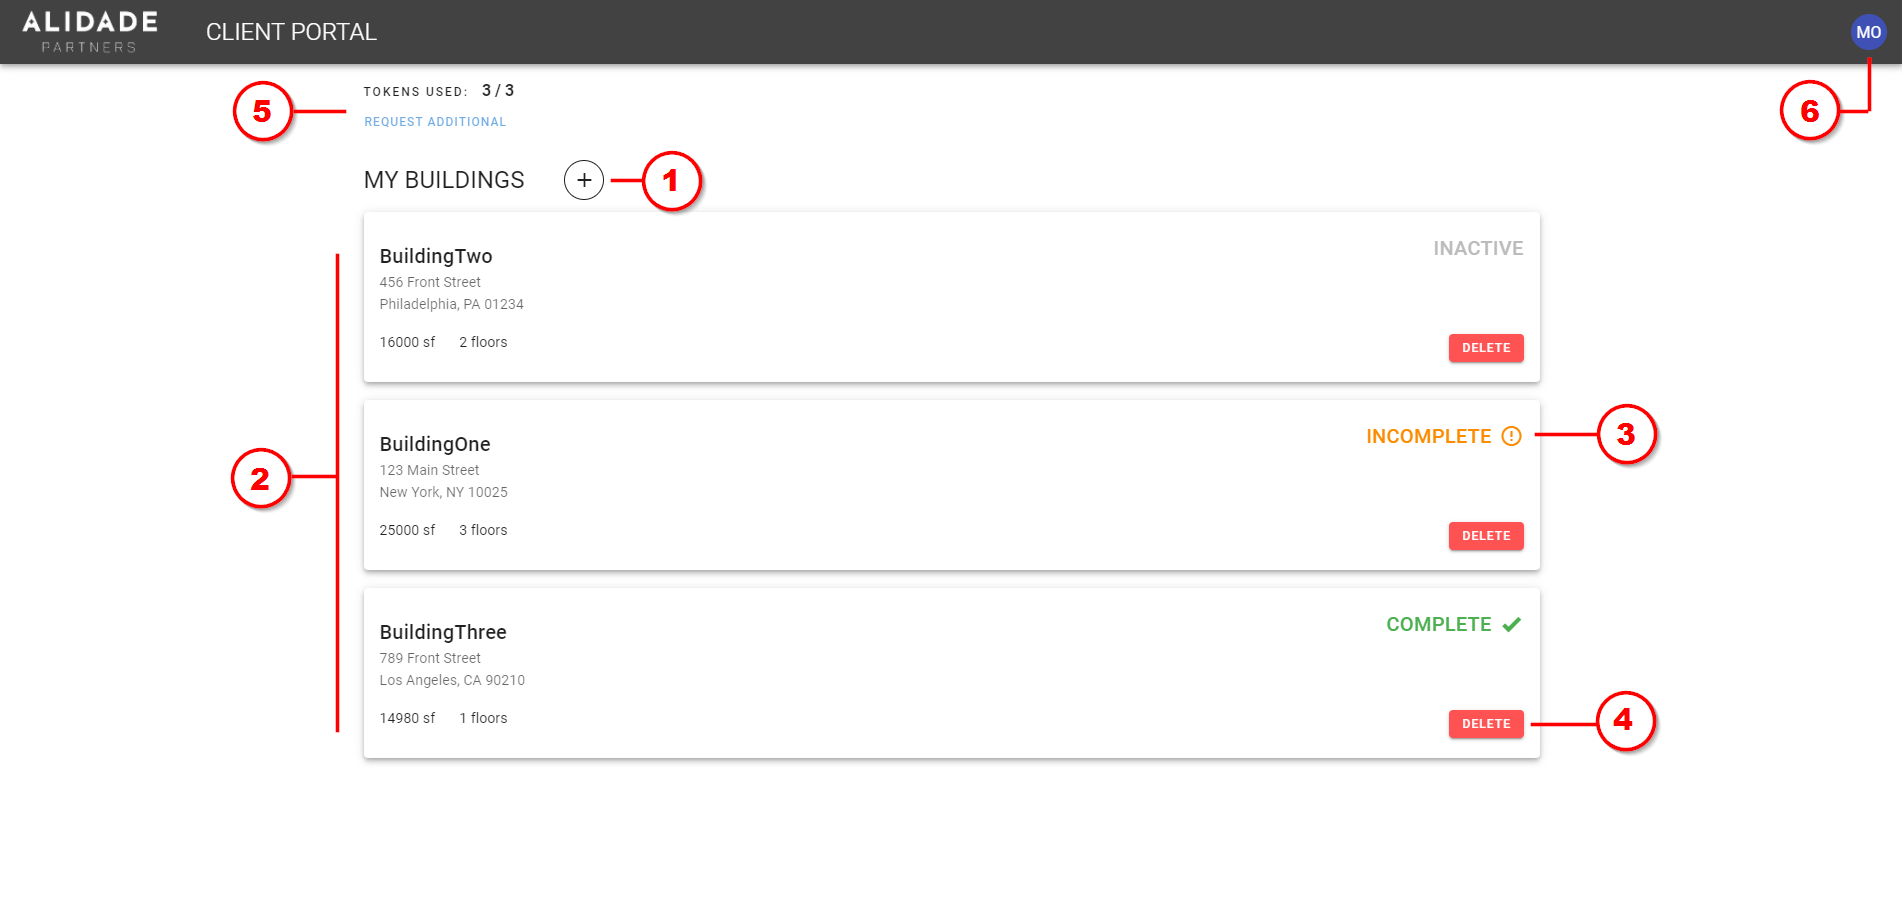 ALIDADE
PARTNERS
CLIENT PORTAL
MO
TOKENS USED: 3 / 3
5
6
REQUEST ADDITIONAL
MY BUILDINGS + 1
BuildingTwo
INACTIVE
456 Front Street
Philadelphia, PA 01234
16000 sf 2 floors
DELETE
BuildingOne
INCOMPLETE
3
123 Main Street
2
New York, NY 10025
25000 sf 3 floors
DELETE
BuildingThree
COMPLETE
789 Front Street
Los Angeles, CA 90210
14980 sf 1 floors
DELETE
4